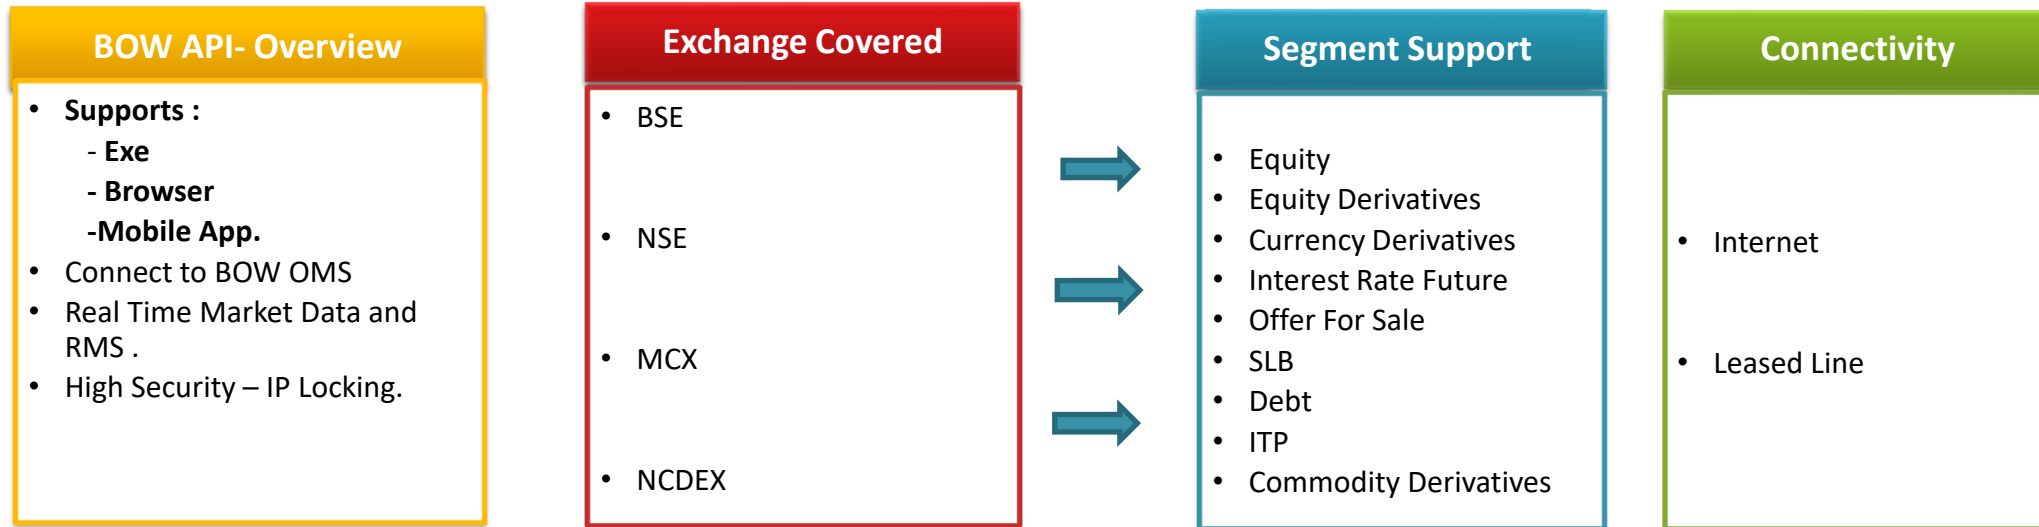 BOW API- Overview
• Supports :
- Exe
- Browser
-Mobile App.
• Connect to BOW OMS
• Real Time Market Data and
RMS .
• High Security – IP Locking.
Exchange Covered
• BSE
• NSE
• MCX
• NCDEX
Segment Support
• Equity
• Equity Derivatives
• Currency Derivatives
• Interest Rate Future
• Offer For Sale
• SLB
• Debt
• ITP
• Commodity Derivatives
Connectivity
• Internet
• Leased Line